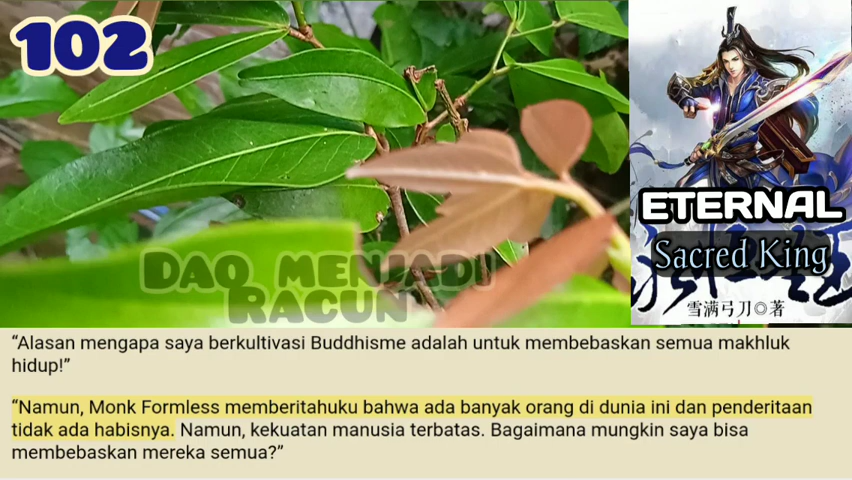 102
DAO MENJADI
RACUN
ETERNAL
Sacred King
雪满弓刀◎著
“Alasan mengapa saya berkultivasi Buddhisme adalah untuk membebaskan semua makhluk
hidup!”
“Namun, Monk Formless memberitahuku bahwa ada banyak orang di dunia ini dan penderitaan
tidak ada habisnya. Namun, kekuatan manusia terbatas. Bagaimana mungkin saya bisa
membebaskan mereka semua?”